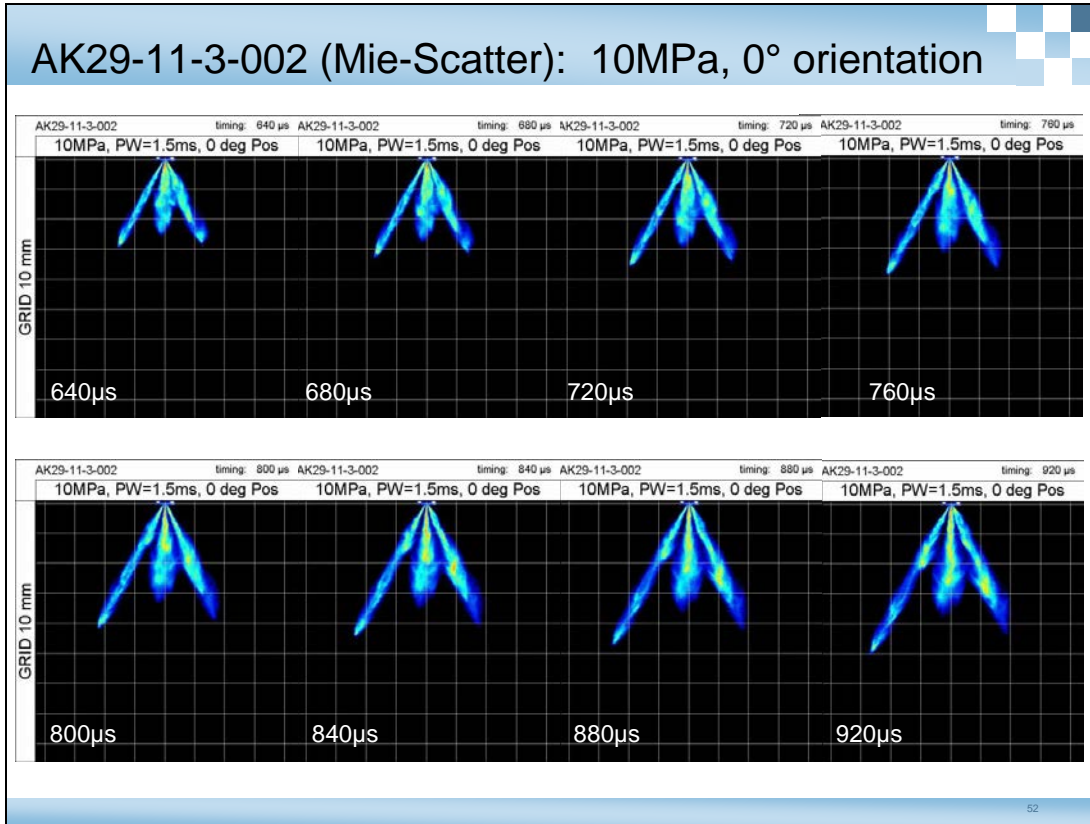 AK29-11-3-002 (Mie-Scatter): 10MPa, 0° orientation
AK29-11-3-002 timing: 640 µs AK29-11-3-002 timing: 680 µs AK29-11-3-002 timing: 720 µs AK29-11-3-002 timing: 760 µs
10MPa, PW=1.5ms, 0 deg Pos 10MPa, PW=1.5ms, 0 deg Pos 10MPa, PW=1.5ms, 0 deg Pos 10MPa, PW=1.5ms, 0 deg Pos
GRID 10 mm
640µs 680µs 720µs 760µs
AK29-11-3-002 timing: 800 µs AK29-11-3-002 timing: 840 µs AK29-11-3-002 timing: 880 µs AK29-11-3-002 timing: 920 µs
10MPa, PW=1.5ms, 0 deg Pos 10MPa, PW=1.5ms, 0 deg Pos 10MPa, PW=1.5ms, 0 deg Pos 10MPa, PW=1.5ms, 0 deg Pos
GRID 10 mm
800µs 840µs 880µs 920µs
52